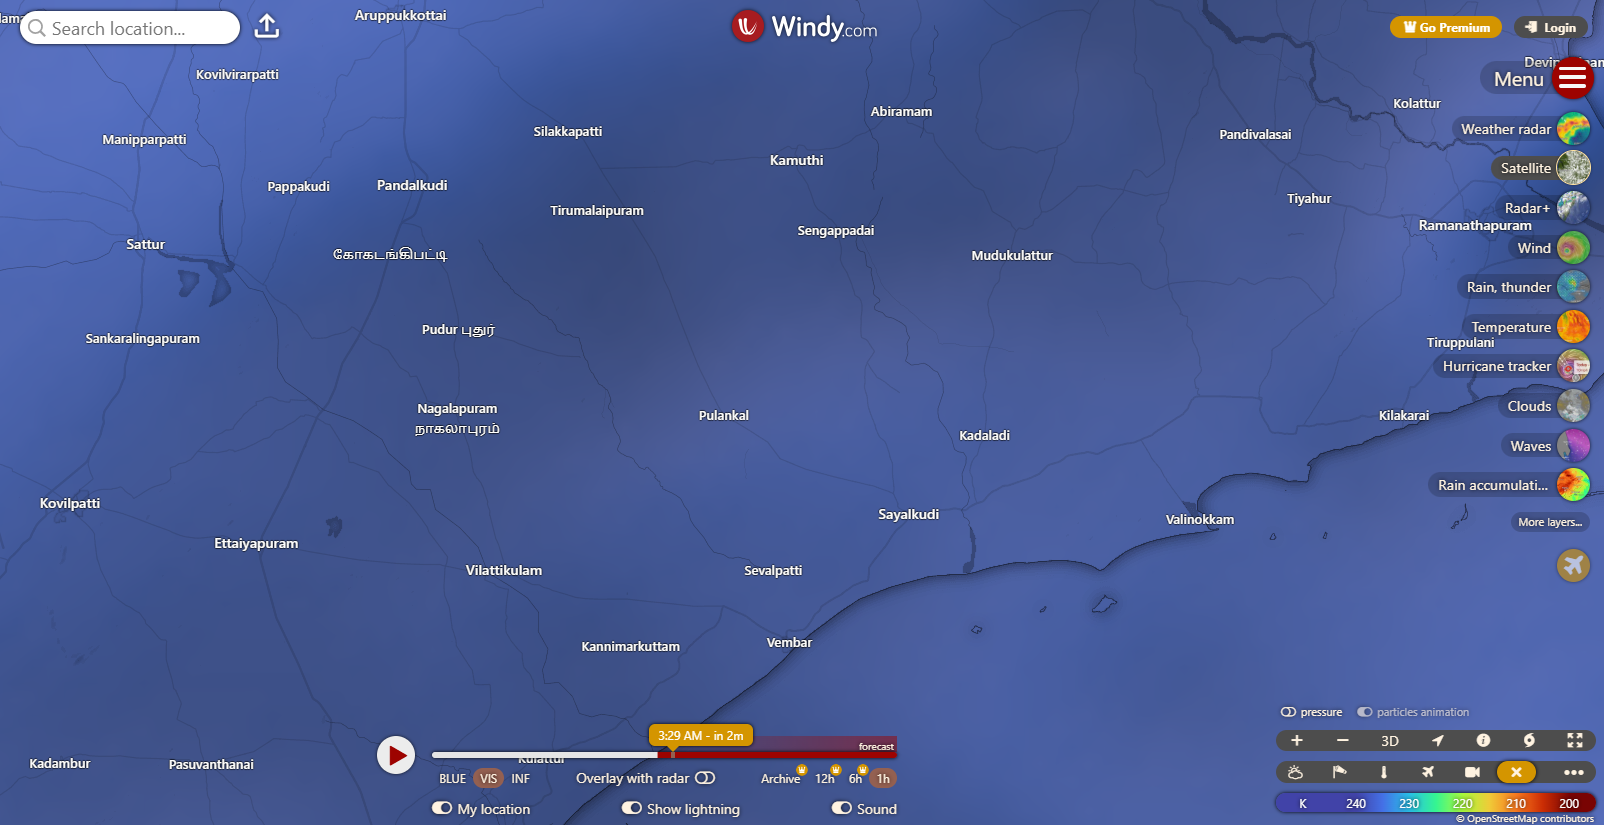 Search location...
Windy.com
Go Premium
Login
Menu
Weather radar
Satellite
Radar+
Wind
Rain, thunder
Temperature
Hurricane tracker
Clouds
Waves
Rain accumulati...
More layers...
Aruppukkottai
Kovilvirarpatti
Kolattur
Abiramam
Silakkapatti
Pandivalasai
Manipparpatti
Kamuthi
Pappakudi
Pandalkudi
Tiyahur
Tirumalaipuram
Ramanathapuram
Sengappadai
Sattur
கோகடங்கிபட்டி
Mudukulattur
Pudur புதுர்
Sankaralingapuram
Tiruppulani
Nagalapuram
நாகலாபுரம்
Pulankal
Kilakarai
Kadaladi
Kovilpatti
Sayalkudi
Valinokkam
Ettaiyapuram
Vilattikulam
Sevalpatti
Kannimarkuttam
Vembar
Kadambur
Pasuvanthanai
Kulattur
3:29 AM - in 2m
forecast
BLUE VIS INF
Overlay with radar
Archive 12h 6h 1h
My location
Show lightning
Sound
pressure
particles animation
3D
K 240 230 220 210 200
© OpenStreetMap contributors